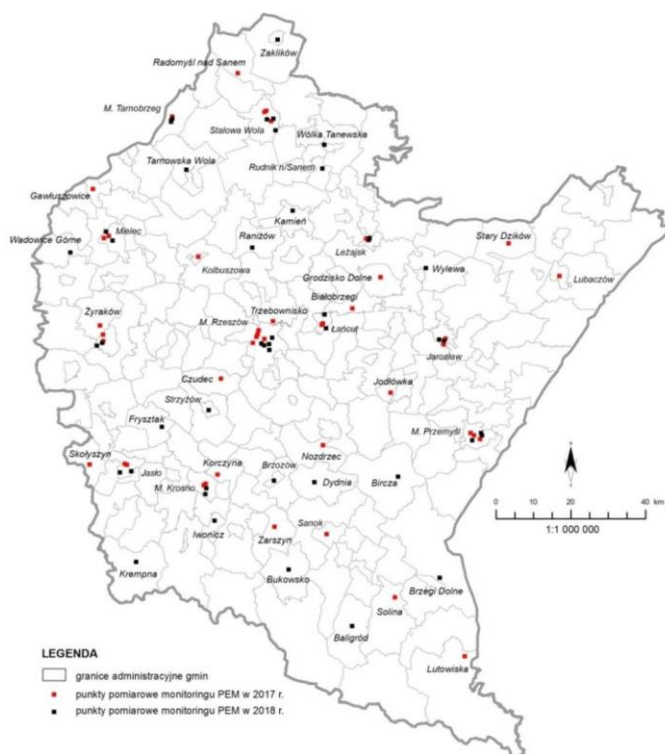 Zaklików
Radomyśl nad Sanem
M. Tarnobrzeg
Stalowa Wola
Wólka Tanewska
Tarnowska Wola
Rudnik n/Sanem
Gawłuszowice
Kamień
Mielec
Raniżów
Stary Dzików
Wadowice Górne
Leżajsk
Kolbuszowa
Wylewa
Lubaczów
Grodzisko Dolne
Białobrzegi
Żyraków
Trzebownisko
M. Rzeszów
Łańcut
Jarosław
Czudec
Jodłówka
Strzyżów
Frysztak
M. Przemyśl
Nozdrzec
Skołyszyn
Korczyna
Brzozów
Jasło
Dydnia
Bircza
M. Krosno
0 10 20 40 km
1:1 000 000
Iwonicz
Zarszyn
Sanok
Krempna
Bukowsko
Brzegi Dolne
Solina
Baligród
Lutowiska
LEGENDA
granice administracyjne gmin
punkty pomiarowe monitoringu PEM w 2017 r.
punkty pomiarowe monitoringu PEM w 2018 r.